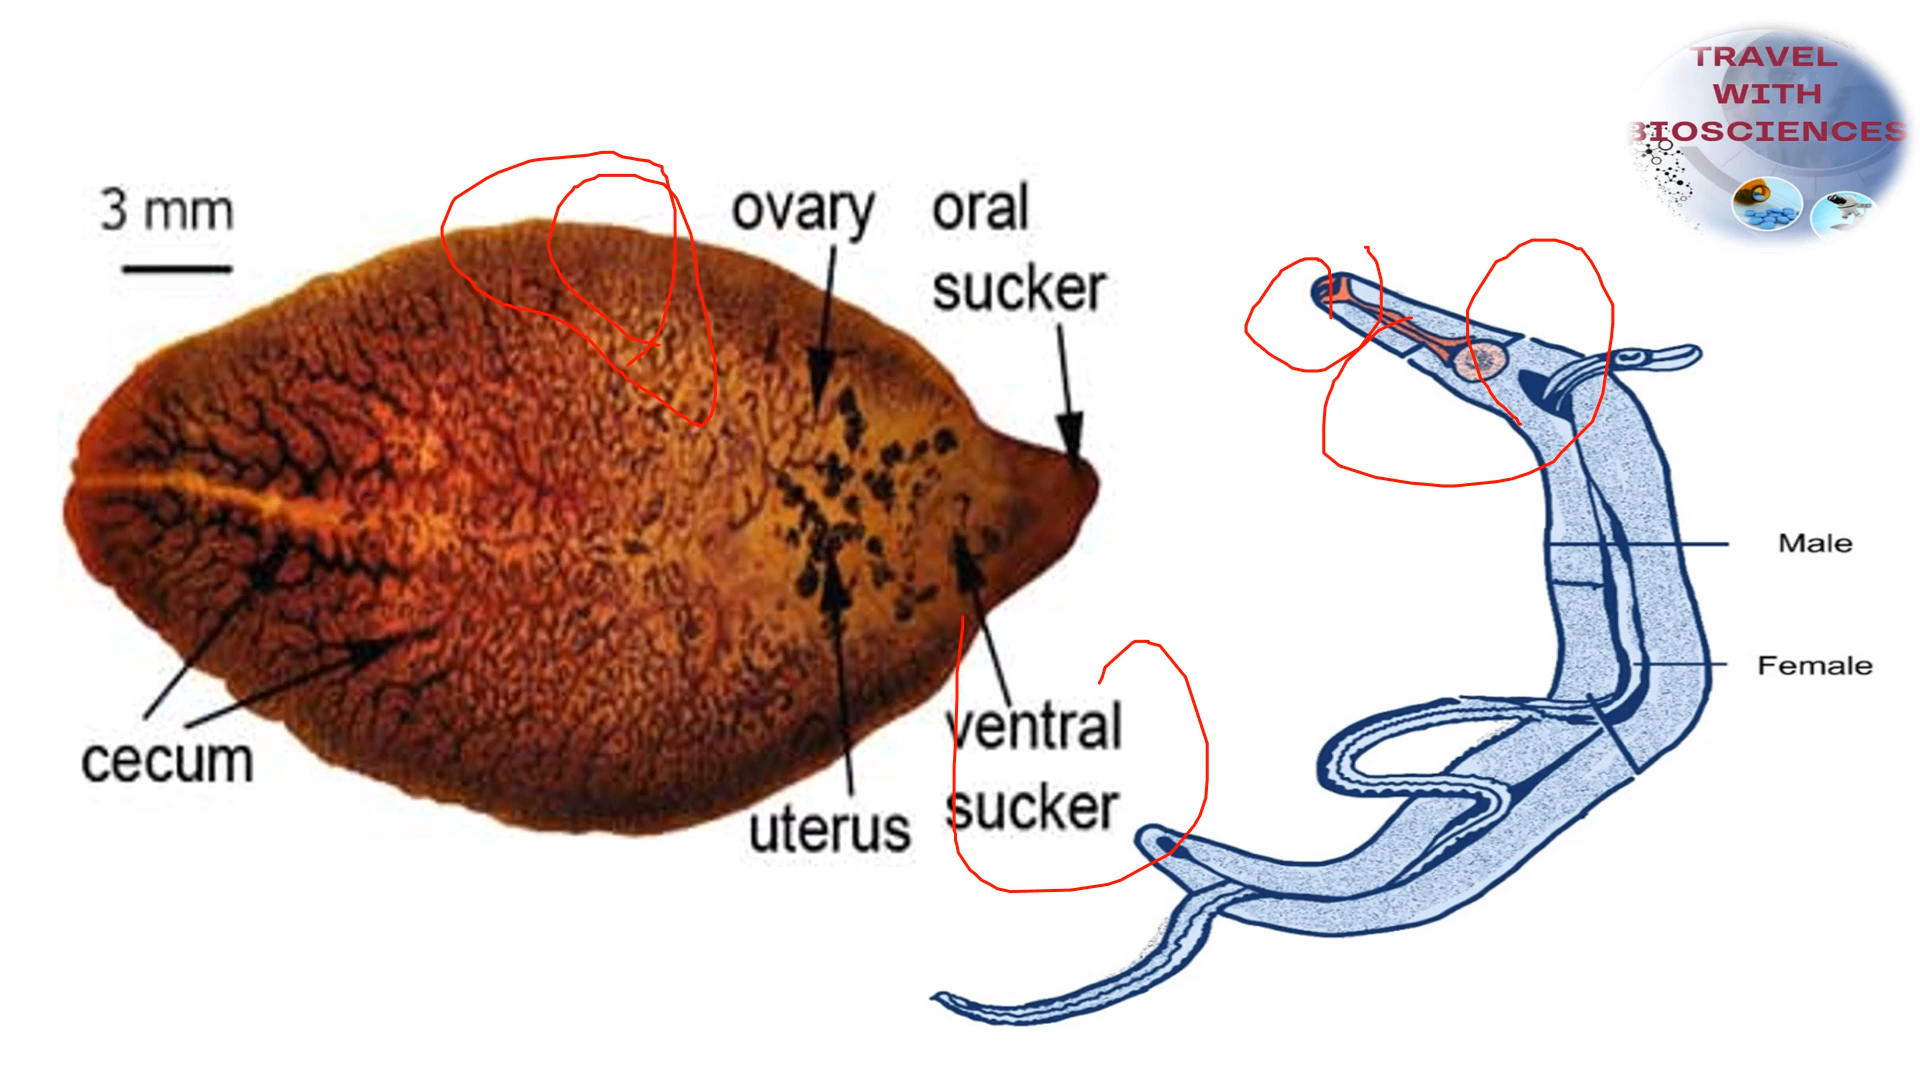 TRAVEL
WITH
BIOSCIENCES
3 mm
ovary
oral
sucker
Male
Female
cecum
uterus
ventral
sucker